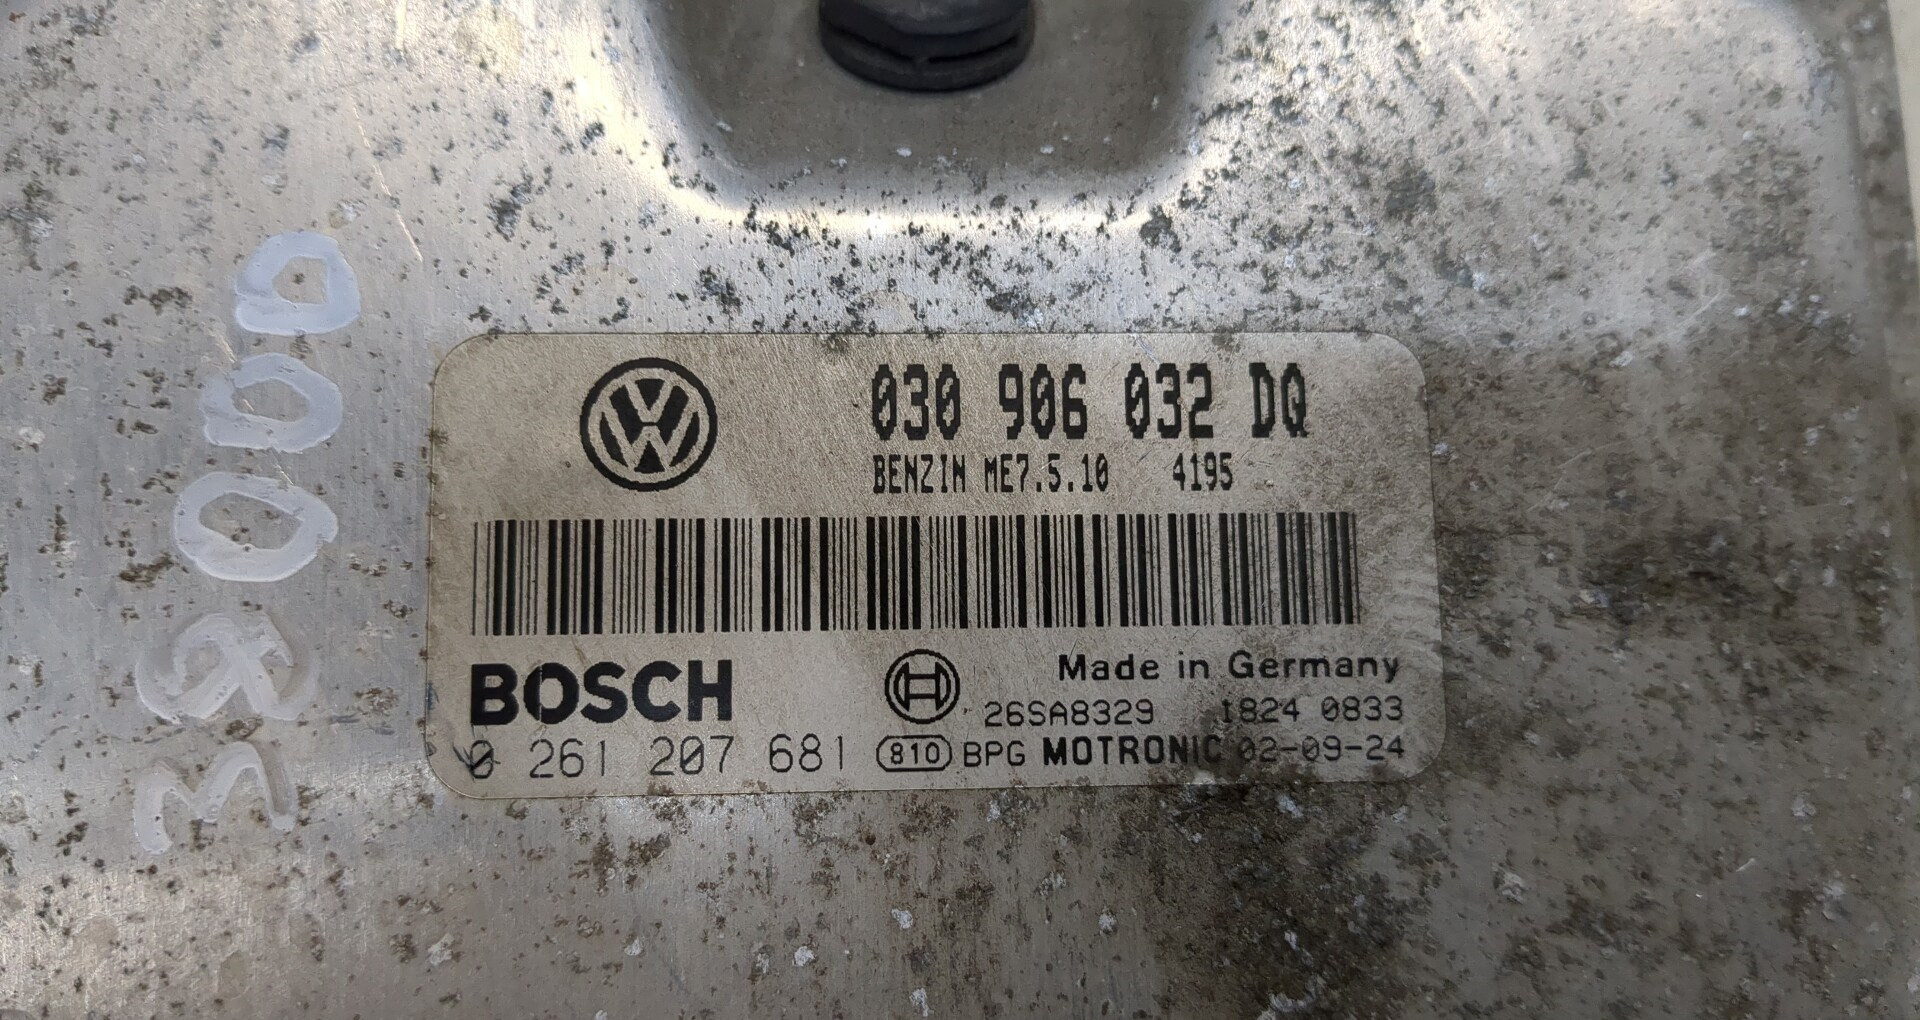 38000
030 906 032 DQ
BENZIN ME7.5.10 4195
BOSCH
Made in Germany
26SA8329 1824 0833
0 261 207 681 810 BPG MOTRONIC 02-09-24